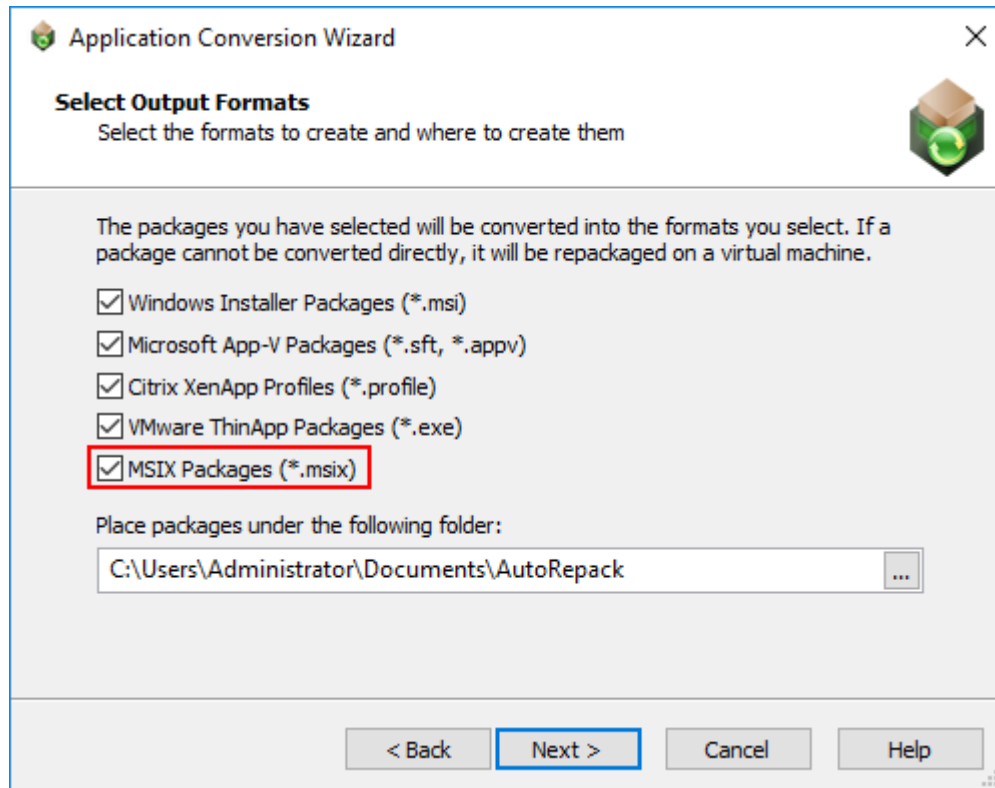 Application Conversion Wizard
Select Output Formats
Select the formats to create and where to create them
The packages you have selected will be converted into the formats you select. If a
package cannot be converted directly, it will be repackaged on a virtual machine.
Windows Installer Packages (*.msi)
Microsoft App-V Packages (*.sft, *.appv)
Citrix XenApp Profiles (*.profile)
VMware ThinApp Packages (*.exe)
MSIX Packages (*.msix)
Place packages under the following folder:
C:\Users\Administrator\Documents\AutoRepack
...
< Back
Next >
Cancel
Help